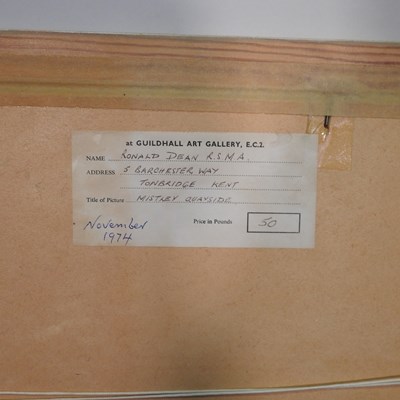 at GUILDHALL ART GALLERY, E.C.2.
NAME RONALD DEAN R.S.M.A.
ADDRESS 5 BARCHESTER WAY
TONBRIDGE KENT
Title of Picture MISTLEY QUAYSIDE
November
1974
Price in Pounds 50